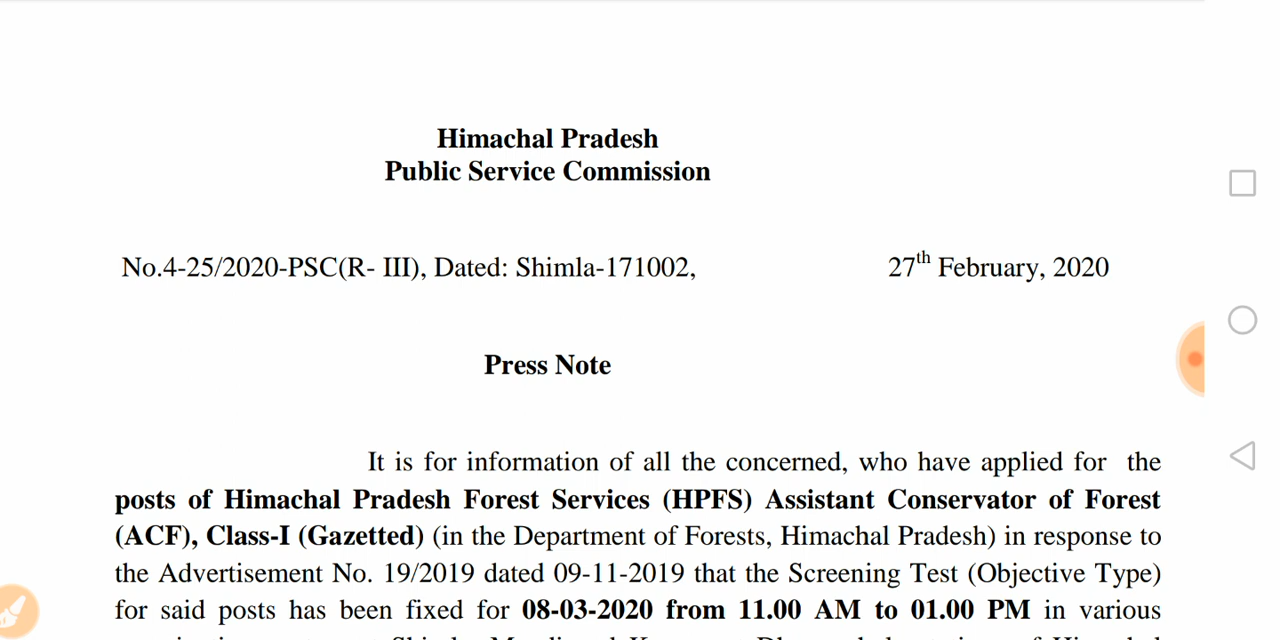 Himachal Pradesh
Public Service Commission
No.4-25/2020-PSC(R- III), Dated: Shimla-171002, 27th February, 2020
Press Note
It is for information of all the concerned, who have applied for the
posts of Himachal Pradesh Forest Services (HPFS) Assistant Conservator of Forest
(ACF), Class-I (Gazetted) (in the Department of Forests, Himachal Pradesh) in response to
the Advertisement No. 19/2019 dated 09-11-2019 that the Screening Test (Objective Type)
for said posts has been fixed for 08-03-2020 from 11.00 AM to 01.00 PM in various